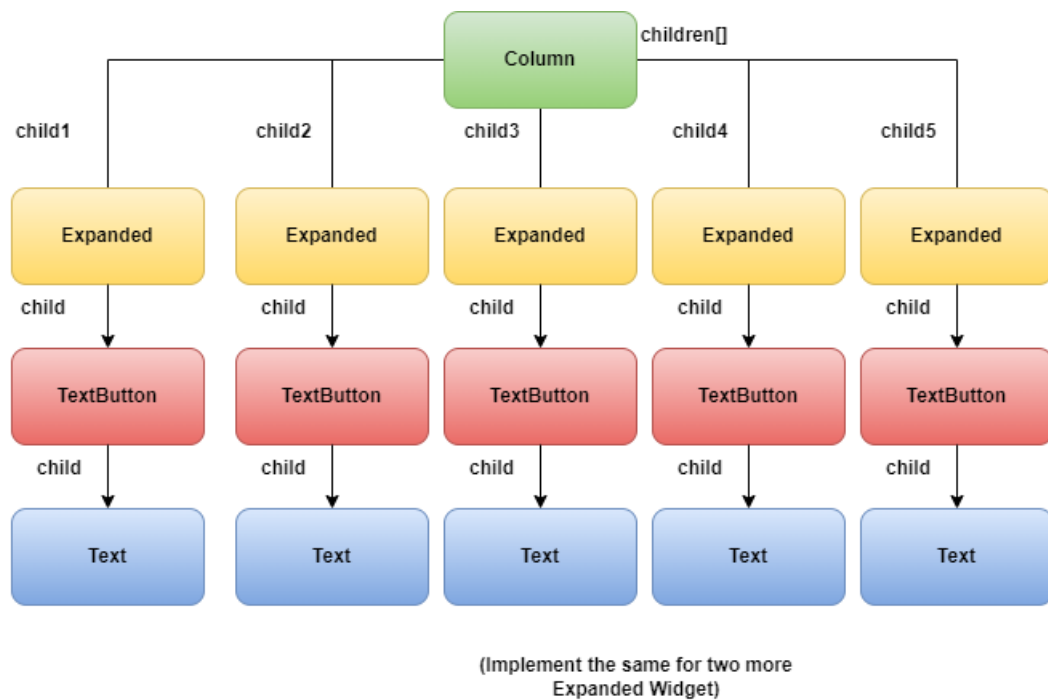 children[]
Column
child1
child2
child3
child4
child5
Expanded
Expanded
Expanded
Expanded
Expanded
child
child
child
child
child
TextButton
TextButton
TextButton
TextButton
TextButton
child
child
child
child
child
Text
Text
Text
Text
Text
(Implement the same for two more
Expanded Widget)